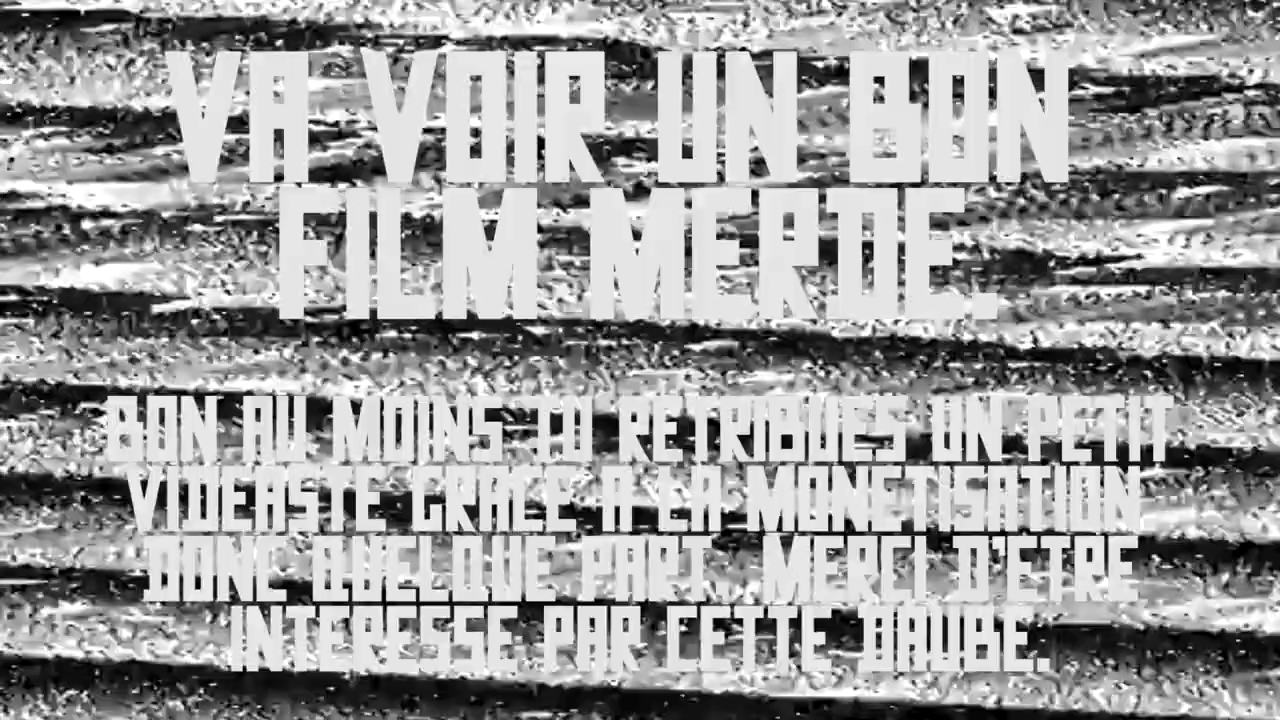 VA VOIR UN BON
FILM MERDE.
BON AU MOINS TU RETRIBUES UN PETIT
VIDEASTE GRACE A LA MONETISATION
DONC QUELQUE PART, MERCI D'ETRE
INTERESSE PAR CETTE DAUBE.